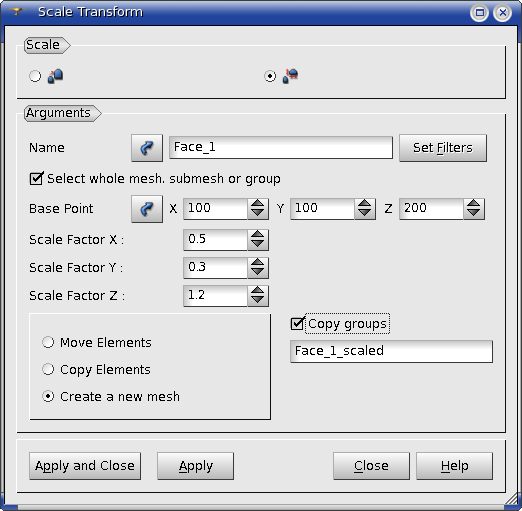 Scale Transform
Scale
Arguments
Name Face_1 Set Filters
Select whole mesh. submesh or group
Base Point X 100 Y 100 Z 200
Scale Factor X : 0.5
Scale Factor Y : 0.3
Scale Factor Z : 1.2
Copy groups
Move Elements
Face_1_scaled
Copy Elements
Create a new mesh
Apply and Close Apply Close Help